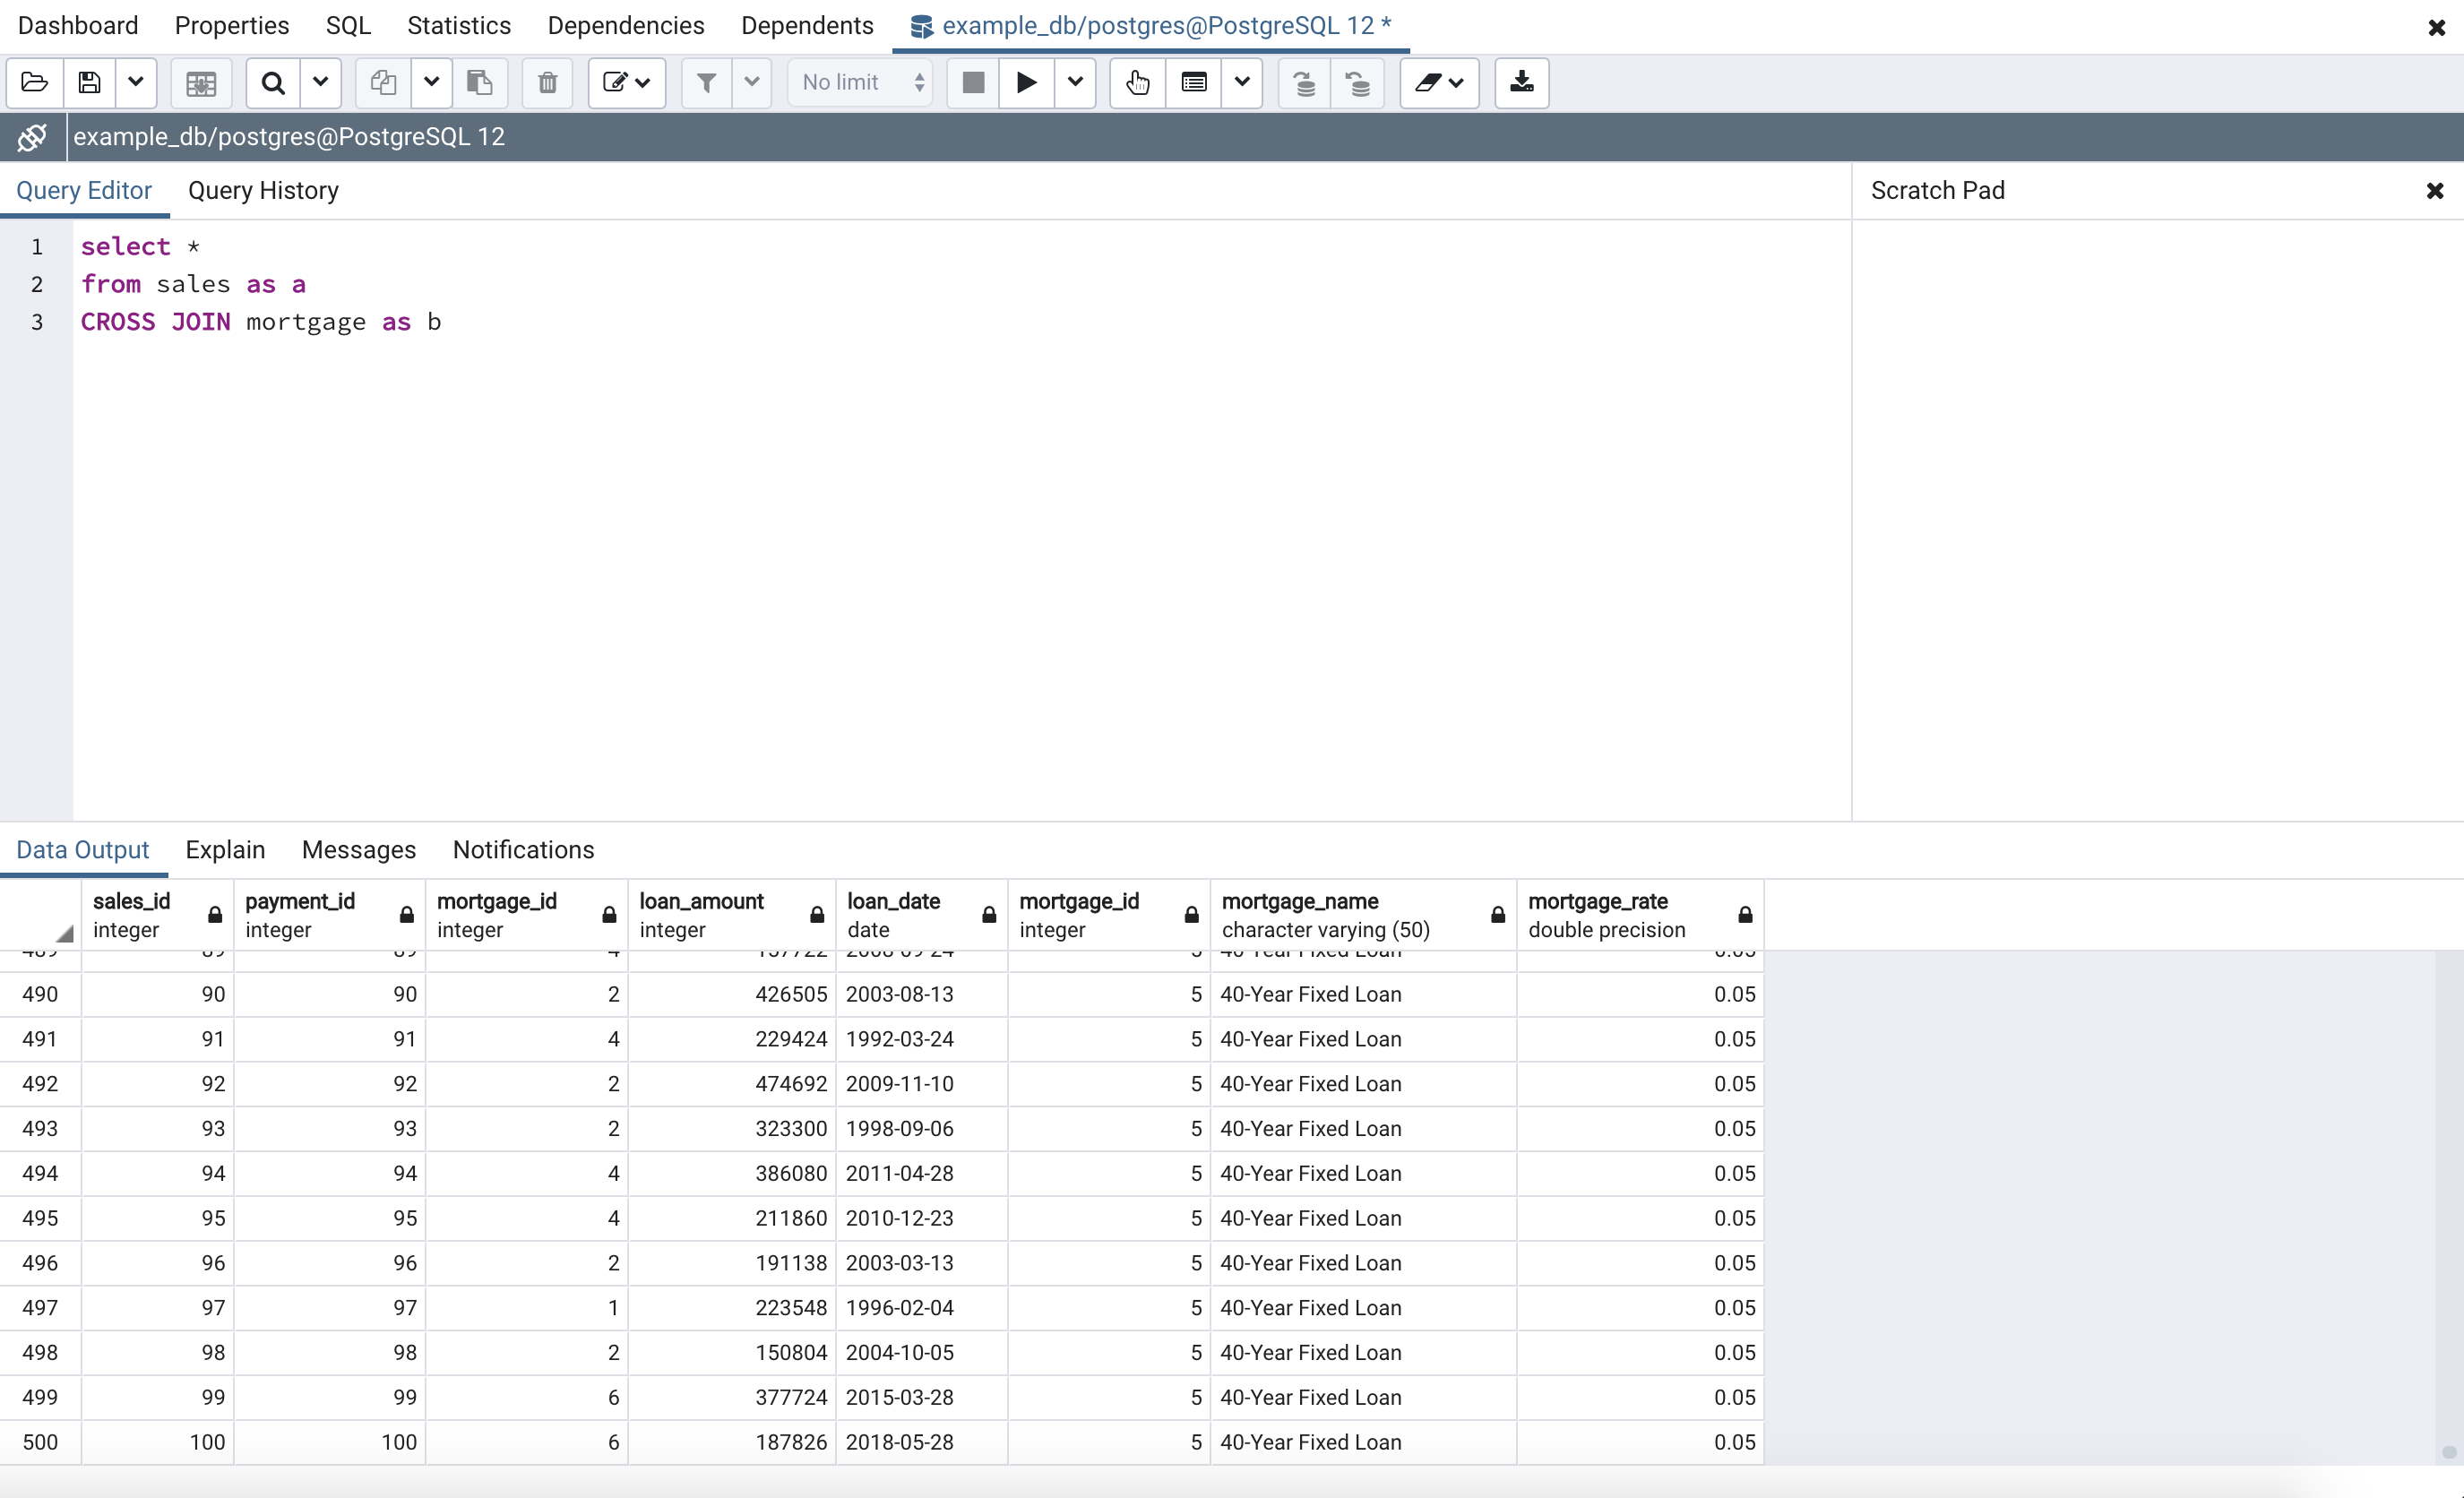 Dashboard Properties SQL Statistics Dependencies Dependents example_db/postgres@PostgreSQL 12 *
No limit
example_db/postgres@PostgreSQL 12
Query Editor Query History Scratch Pad
1 select *
2 from sales as a
3 CROSS JOIN mortgage as b
Data Output Explain Messages Notifications
sales_id payment_id mortgage_id loan_amount loan_date mortgage_id mortgage_name mortgage_rate
integer integer integer integer date integer character varying (50) double precision
490 90 90 2 426505 2003-08-13 5 40-Year Fixed Loan 0.05
491 91 91 4 229424 1992-03-24 5 40-Year Fixed Loan 0.05
492 92 92 2 474692 2009-11-10 5 40-Year Fixed Loan 0.05
493 93 93 2 323300 1998-09-06 5 40-Year Fixed Loan 0.05
494 94 94 4 386080 2011-04-28 5 40-Year Fixed Loan 0.05
495 95 95 4 211860 2010-12-23 5 40-Year Fixed Loan 0.05
496 96 96 2 191138 2003-03-13 5 40-Year Fixed Loan 0.05
497 97 97 1 223548 1996-02-04 5 40-Year Fixed Loan 0.05
498 98 98 2 150804 2004-10-05 5 40-Year Fixed Loan 0.05
499 99 99 6 377724 2015-03-28 5 40-Year Fixed Loan 0.05
500 100 100 6 187826 2018-05-28 5 40-Year Fixed Loan 0.05